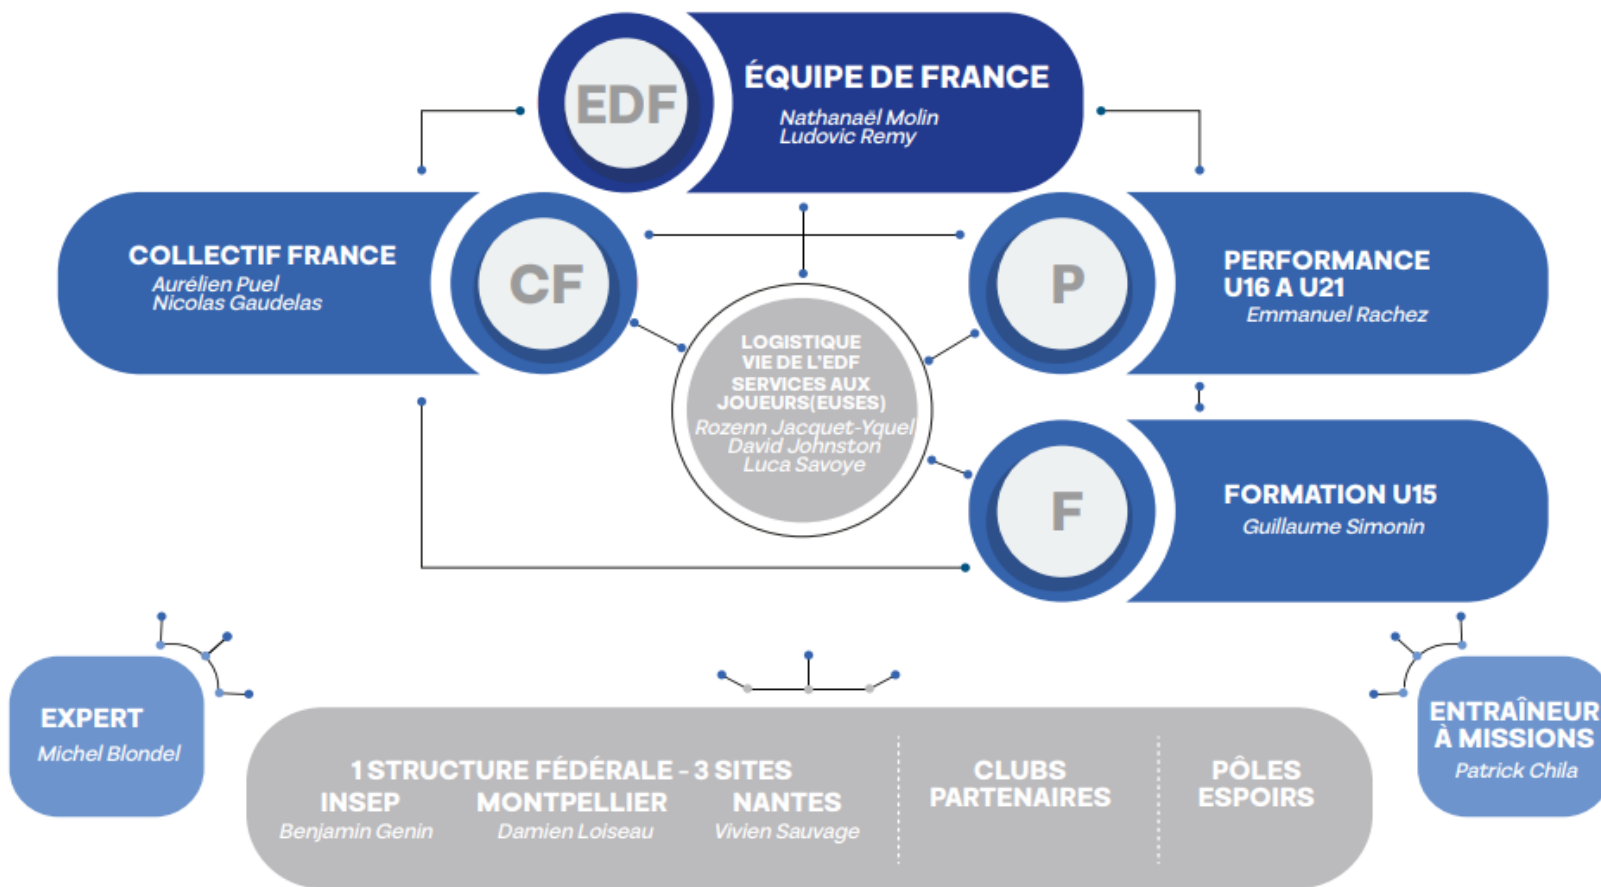 EDF
ÉQUIPE DE FRANCE
Nathanaël Molin
Ludovic Remy
COLLECTIF FRANCE
Aurélien Puel
Nicolas Gaudelas
CF
P
PERFORMANCE
U16 A U21
Emmanuel Rachez
LOGISTIQUE
VIE DE L'EDF
SERVICES AUX
JOUEURS(EUSES)
Rozenn Jacquet-Yquel
David Johnston
Luca Savoye
F
FORMATION U15
Guillaume Simonin
EXPERT
Michel Blondel
1 STRUCTURE FÉDÉRALE - 3 SITES
INSEP
Benjamin Genin
MONTPELLIER
Damien Loiseau
NANTES
Vivien Sauvage
CLUBS
PARTENAIRES
PÔLES
ESPOIRS
ENTRAÎNEUR
À MISSIONS
Patrick Chila